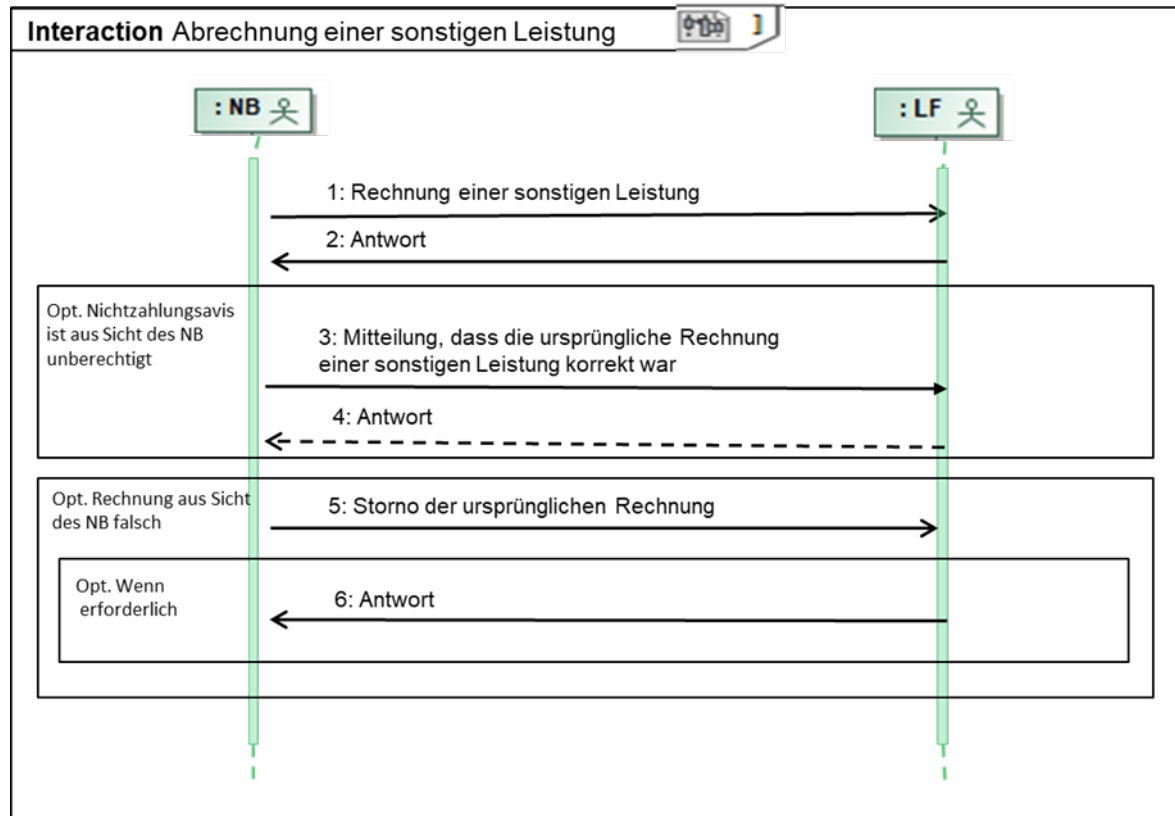 Interaction Abrechnung einer sonstigen Leistung
: NB
: LF
1: Rechnung einer sonstigen Leistung
2: Antwort
Opt. Nichtzahlungsavis
ist aus Sicht des NB
unberechtigt
3: Mitteilung, dass die ursprüngliche Rechnung
einer sonstigen Leistung korrekt war
4: Antwort
Opt. Rechnung aus Sicht
des NB falsch
5: Storno der ursprünglichen Rechnung
Opt. Wenn
erforderlich
6: Antwort